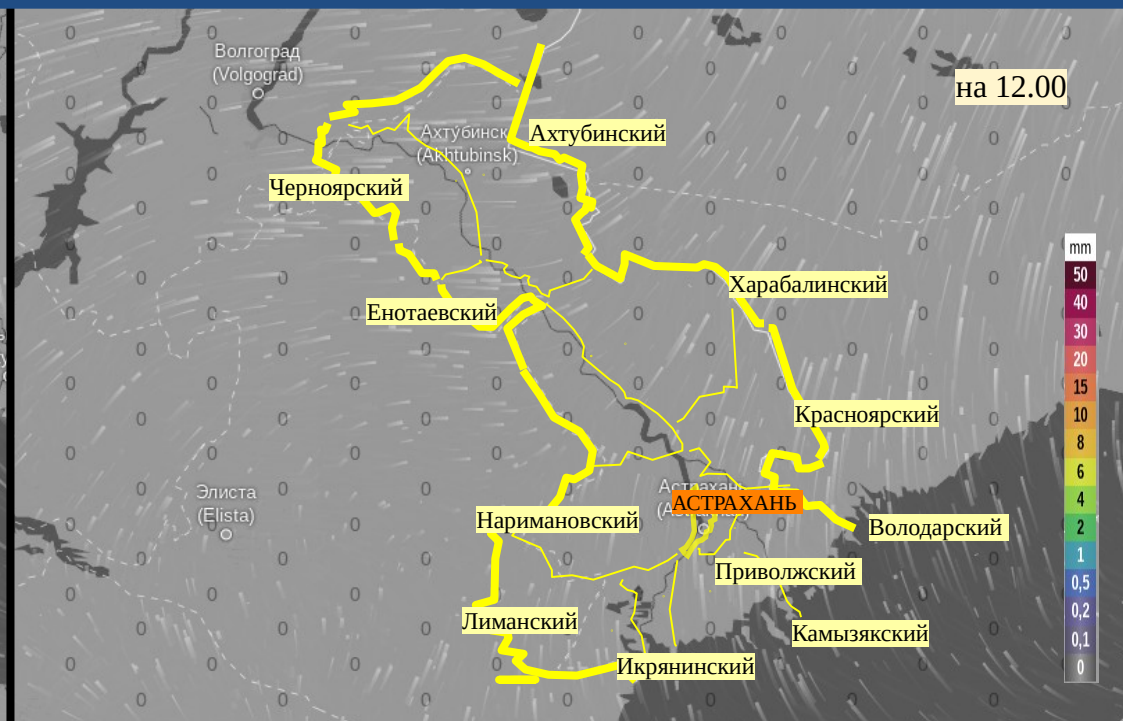 Волгоград
(Volgograd)
на 12.00
Ахтубинск
(Akhtubinsk)
Ахтубинский
Черноярский
mm
50
40
30
20
15
10
8
6
4
2
1
0,5
0,2
0,1
0
Харабалинский
Енотаевский
Красноярский
Элиста
(Elista)
Астрахань
АСТРАХАНЬ
Наримановский
Володарский
Приволжский
Лиманский
Камызякский
Икрянинский